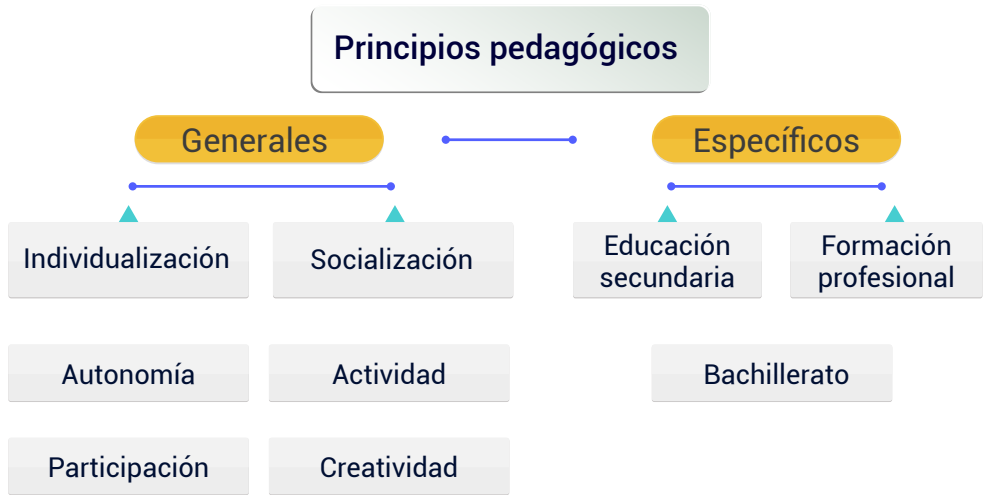 Principios pedagógicos
Generales
Específicos
Individualización
Socialización
Educación
secundaria
Formación
profesional
Autonomía
Actividad
Bachillerato
Participación
Creatividad